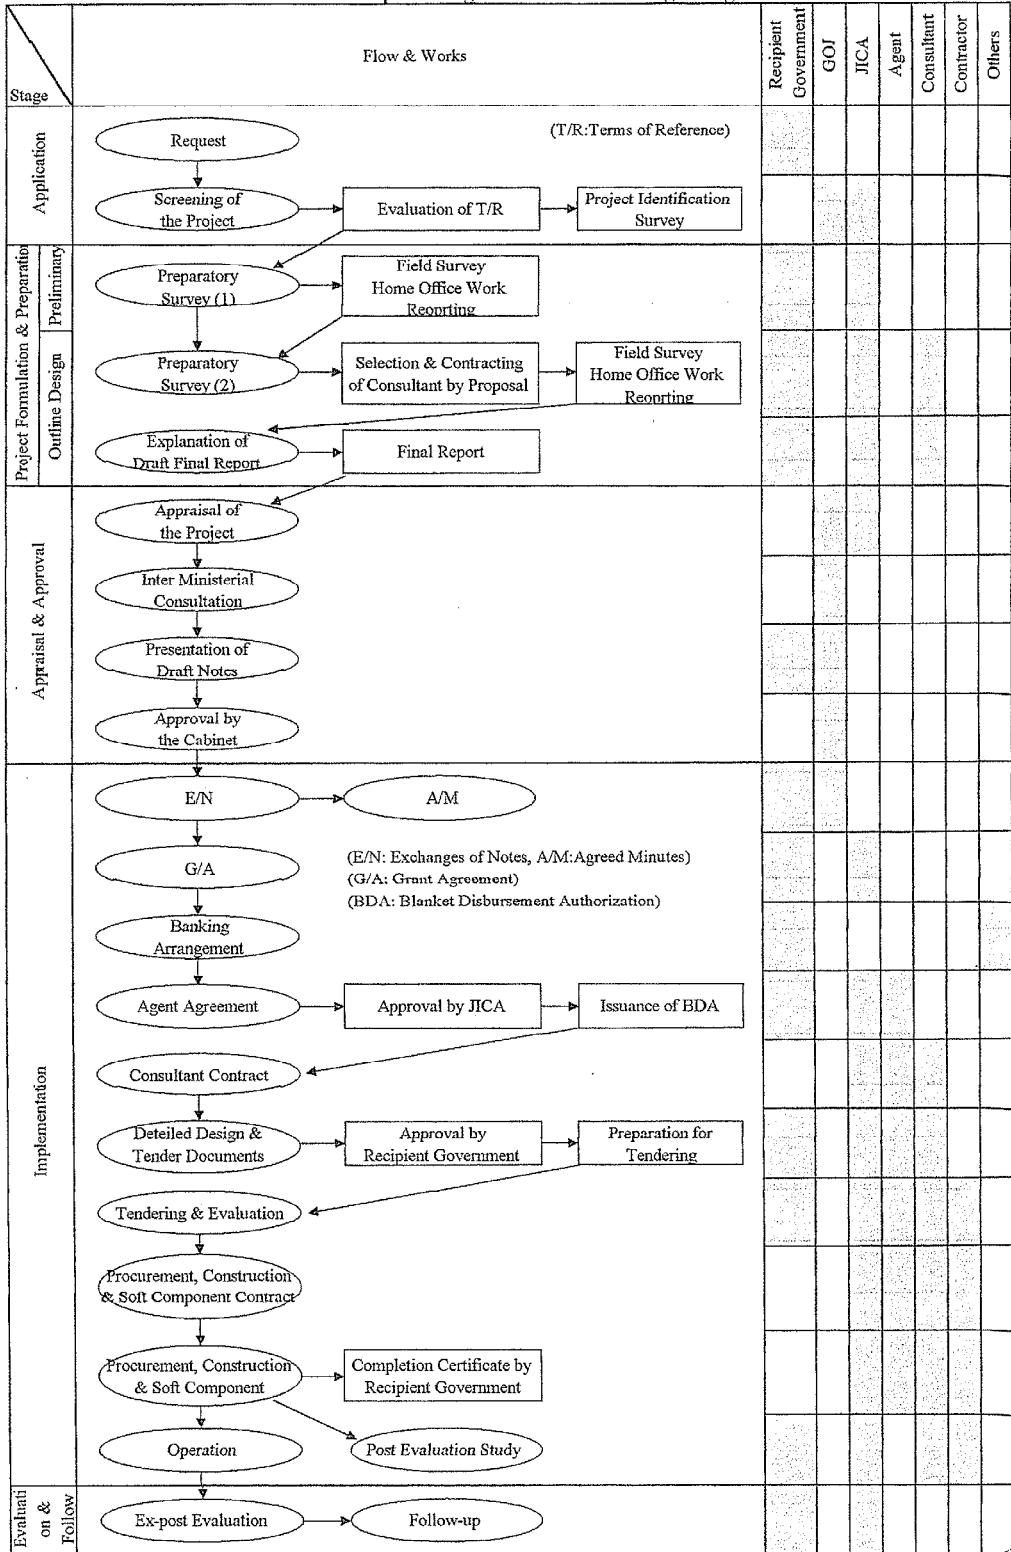 Stage
Flow & Works
Recipient
Government
GOJ
JICA
Agent
Consultant
Contractor
Others
Application
Request
(T/R:Terms of Reference)
Screening of
the Project
Evaluation of T/R
Project Identification
Survey
Project Formulation & Preparation
Preliminary
Preparatory
Survey (1)
Field Survey
Home Office Work
Reoprting
Outline Design
Preparatory
Survey (2)
Selection & Contracting
of Consultant by Proposal
Field Survey
Home Office Work
Reoprting
Explanation of
Draft Final Report
Final Report
Appraisal & Approval
Appraisal of
the Project
Inter Ministerial
Consultation
Presentation of
Draft Notes
Approval by
the Cabinet
Implementation
E/N
A/M
G/A
(E/N: Exchanges of Notes, A/M:Agreed Minutes)
(G/A: Grant Agreement)
(BDA: Blanket Disbursement Authorization)
Banking
Arrangement
Agent Agreement
Approval by JICA
Issuance of BDA
Consultant Contract
Deteiled Design &
Tender Documents
Approval by
Recipient Government
Preparation for
Tendering
Tendering & Evaluation
Procurement, Construction
& Soft Component Contract
Procurement, Construction
& Soft Component
Completion Certificate by
Recipient Government
Operation
Post Evaluation Study
Evaluati
on &
Follow
Ex-post Evaluation
Follow-up